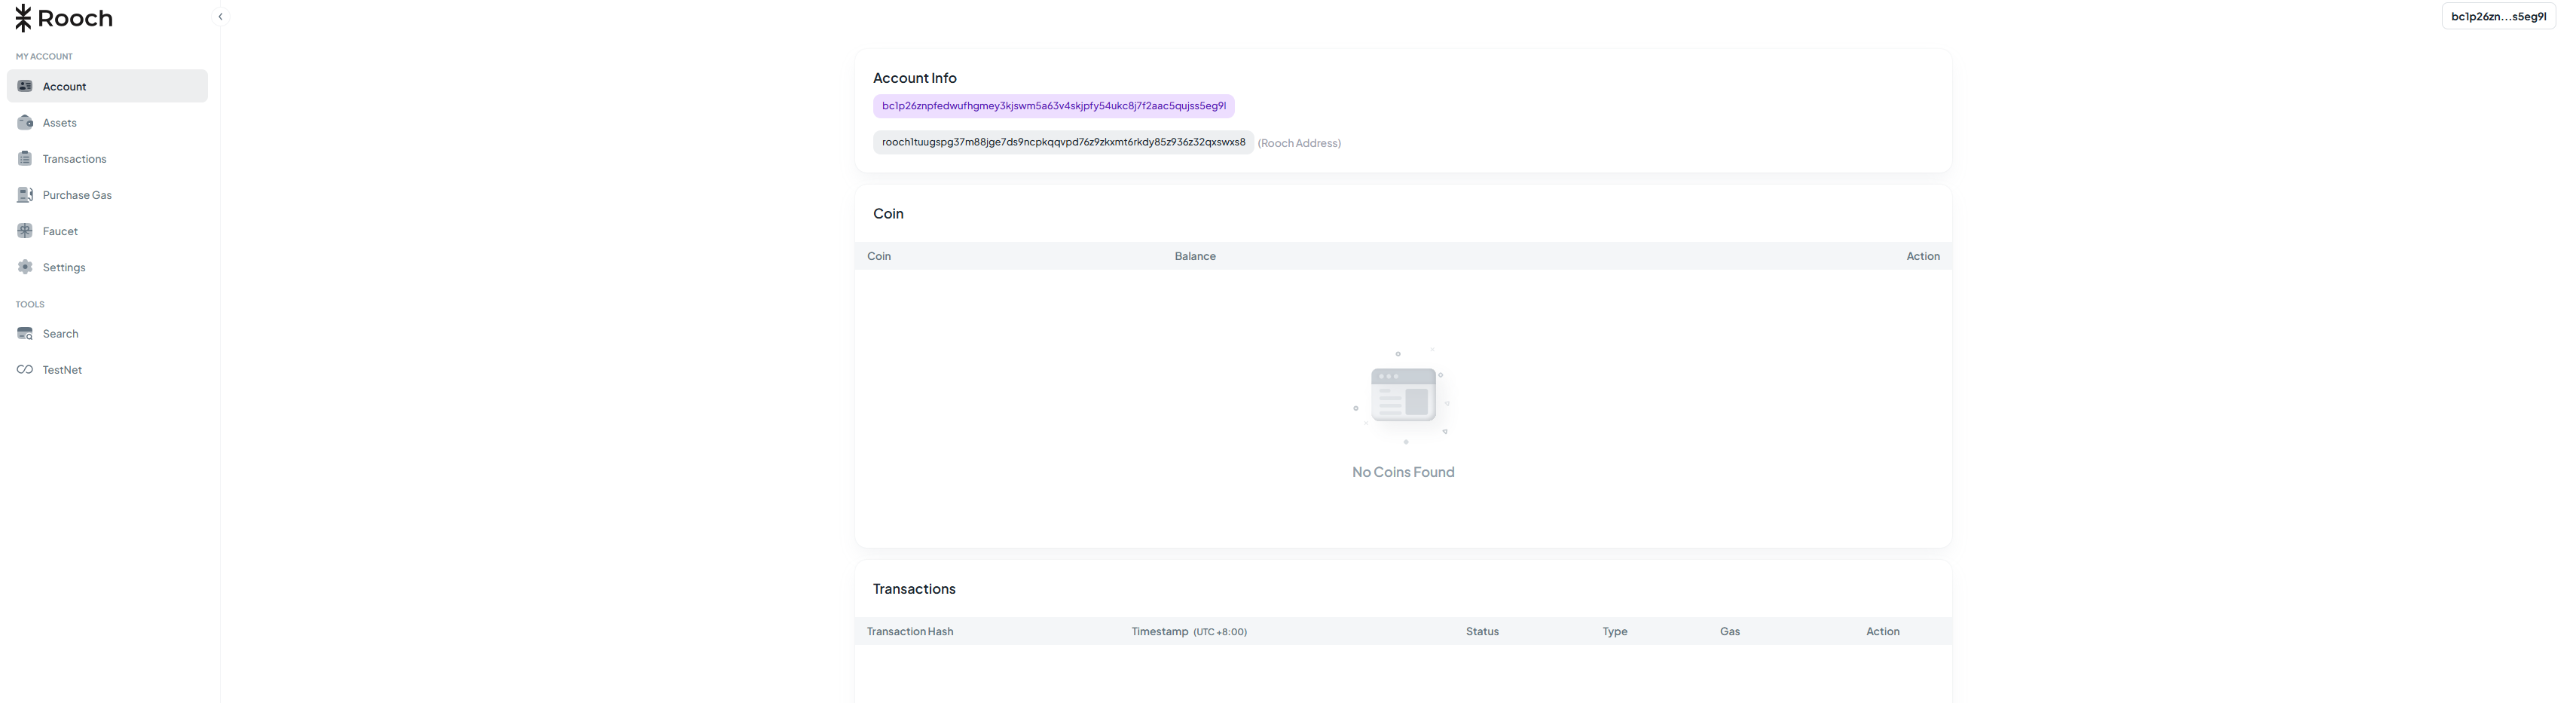 Rooch
bc1p26zn...s5eg9l
MY ACCOUNT
Account
Assets
Transactions
Purchase Gas
Faucet
Settings
TOOLS
Search
TestNet
Account Info
bc1p26znpfedwufhgmey3kjswm5a63v4skjpfy54ukc8j7f2aac5qujss5eg9l
rooch1tuugspg37m88jge7ds9ncpkqqvpd76z9zkxmt6rkdy85z936z32qxswxs8 (Rooch Address)
Coin
Coin Balance Action
No Coins Found
Transactions
Transaction Hash Timestamp (UTC +8:00) Status Type Gas Action